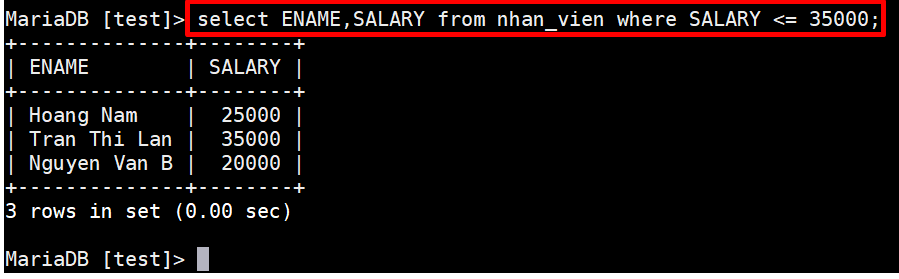 MariaDB [test]> select ENAME,SALARY from nhan_vien where SALARY <= 35000;
+--------------+--------+
| ENAME        | SALARY |
+--------------+--------+
| Hoang Nam    |  25000 |
| Tran Thi Lan |  35000 |
| Nguyen Van B |  20000 |
+--------------+--------+
3 rows in set (0.00 sec)
MariaDB [test]>